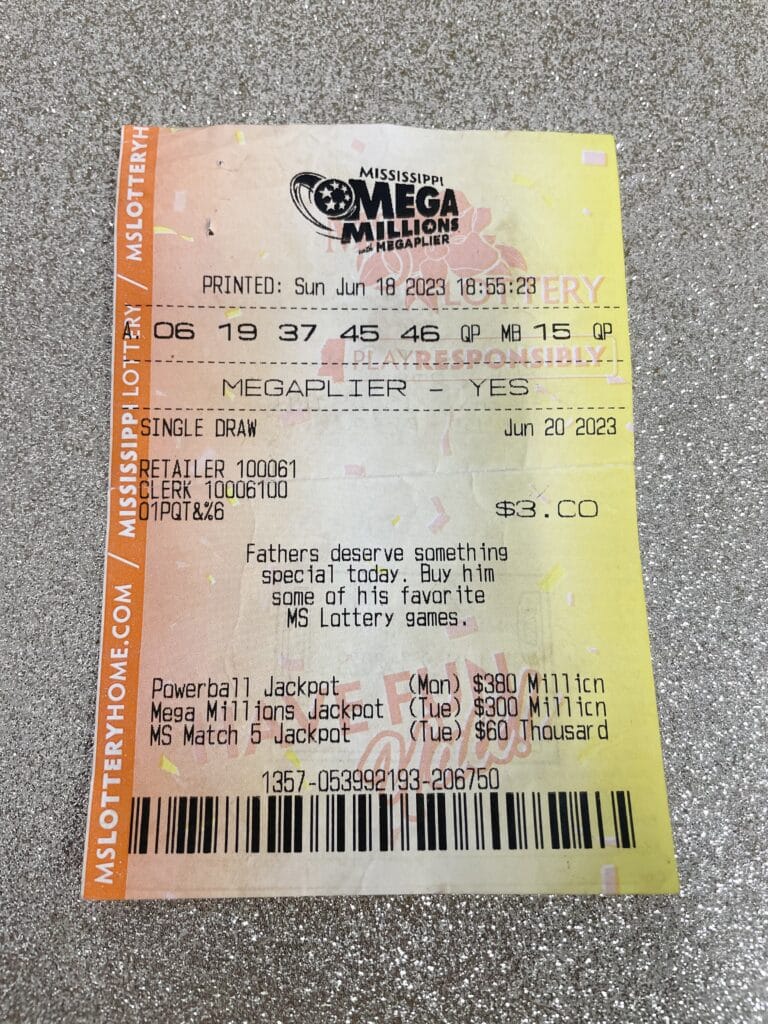 MISSISSIPPI
MEGA
MILLIONS
with MEGAPLIER
PRINTED: Sun Jun 18 2023 18:55:23
LOTTERY
A. 06 19 37 45 46 QP MB 15 QP
PLAY RESPONSIBLY
MEGAPLIER - YES
SINGLE DRAW Jun 20 2023
RETAILER 100061
CLERK 10006100
01PQT&%6 $3.00
Fathers deserve something
special today. Buy him
some of his favorite
MS Lottery games.
HAVE FUN
Y'all!
Powerball Jackpot (Mon) $380 Million
Mega Millions Jackpot (Tue) $300 Million
MS Match 5 Jackpot (Tue) $60 Thousand
1357-053992193-206750
MSLOTTERYHOME.COM / MISSISSIPPI LOTTERY / MSLOTTERYH